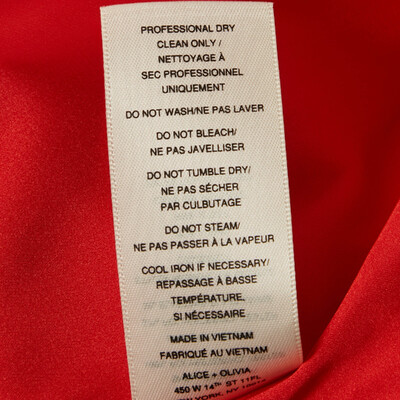 PROFESSIONAL DRY
CLEAN ONLY /
NETTOYAGE À
SEC PROFESSIONNEL
UNIQUEMENT
DO NOT WASH/NE PAS LAVER
DO NOT BLEACH/
NE PAS JAVELLISER
DO NOT TUMBLE DRY/
NE PAS SÉCHER
PAR CULBUTAGE
DO NOT STEAM/
NE PAS PASSER À LA VAPEUR
COOL IRON IF NECESSARY/
REPASSAGE À BASSE
TEMPÉRATURE,
SI NÉCESSAIRE
MADE IN VIETNAM
FABRIQUÉ AU VIETNAM
ALICE + OLIVIA
450 W 14TH ST 11FL
NEW YORK, NY